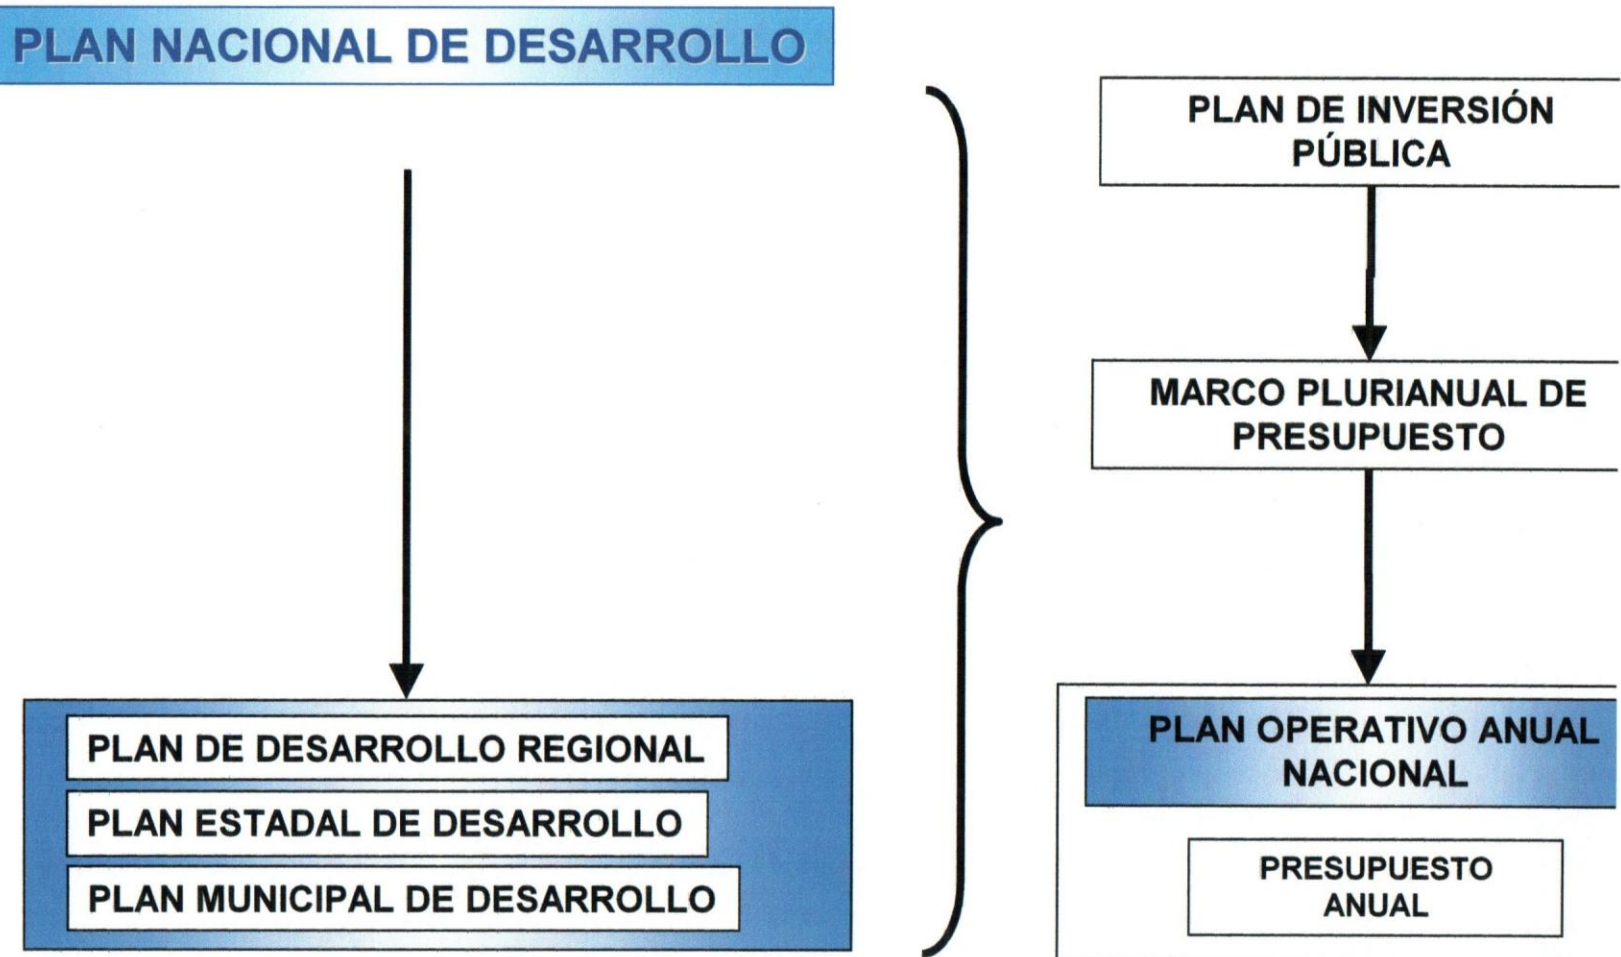 PLAN NACIONAL DE DESARROLLO
PLAN DE DESARROLLO REGIONAL
PLAN ESTADAL DE DESARROLLO
PLAN MUNICIPAL DE DESARROLLO
PLAN DE INVERSIÓN
PÚBLICA
MARCO PLURIANUAL DE
PRESUPUESTO
PLAN OPERATIVO ANUAL
NACIONAL
PRESUPUESTO
ANUAL